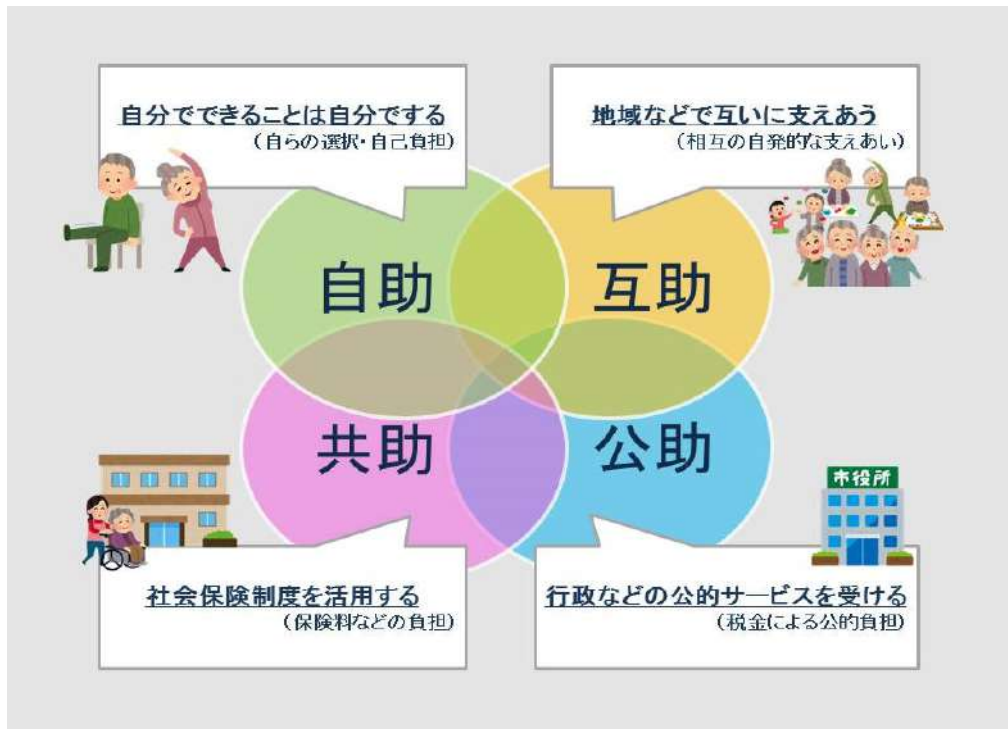 自分でできることは自分でする
(自らの選択・自己負担)
地域などで互いに支えあう
(相互の自発的な支えあい)
自助
互助
共助
公助
市役所
社会保険制度を活用する
(保険料などの負担)
行政などの公的サービスを受ける
(税金による公的負担)